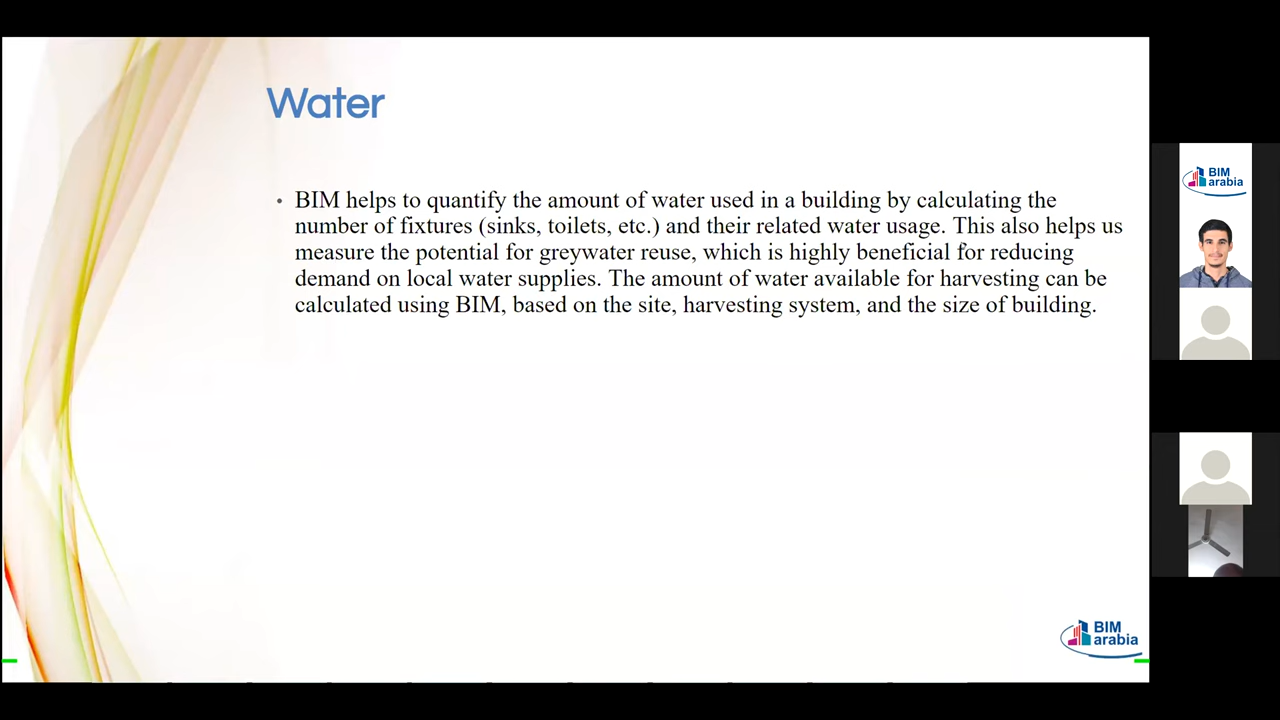 Water
• BIM helps to quantify the amount of water used in a building by calculating the
number of fixtures (sinks, toilets, etc.) and their related water usage. This also helps us
measure the potential for greywater reuse, which is highly beneficial for reducing
demand on local water supplies. The amount of water available for harvesting can be
calculated using BIM, based on the site, harvesting system, and the size of building.
BIM
arabia
BIM
arabia